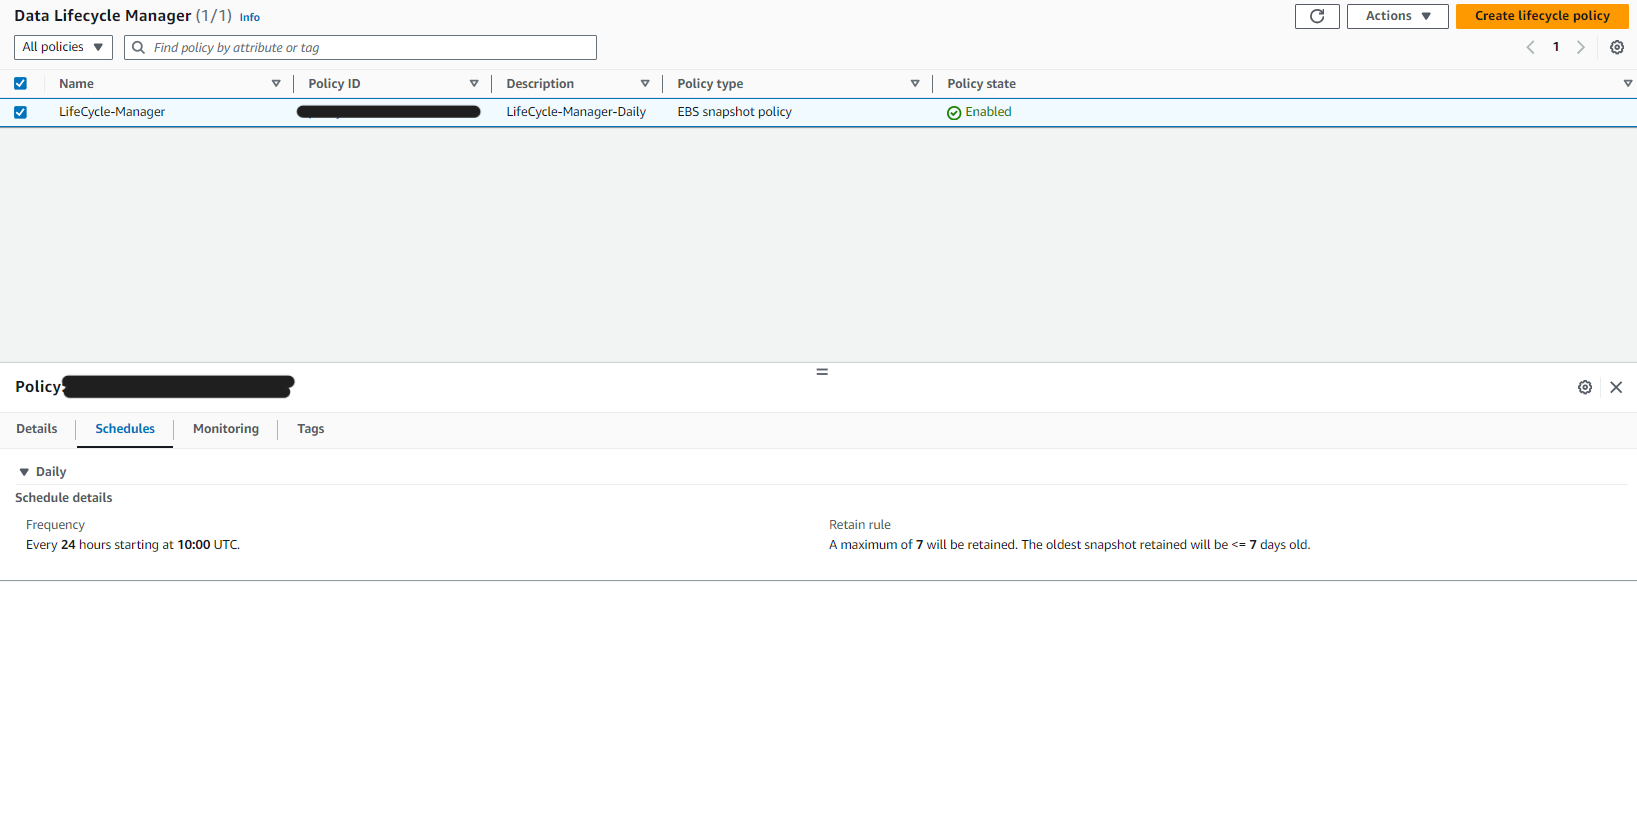 Data Lifecycle Manager (1/1) Info
Actions
Create lifecycle policy
All policies
Find policy by attribute or tag
1
Name Policy ID Description Policy type Policy state
LifeCycle-Manager LifeCycle-Manager-Daily EBS snapshot policy Enabled
Policy:
Details Schedules Monitoring Tags
Daily
Schedule details
Frequency
Every 24 hours starting at 10:00 UTC.
Retain rule
A maximum of 7 will be retained. The oldest snapshot retained will be <= 7 days old.